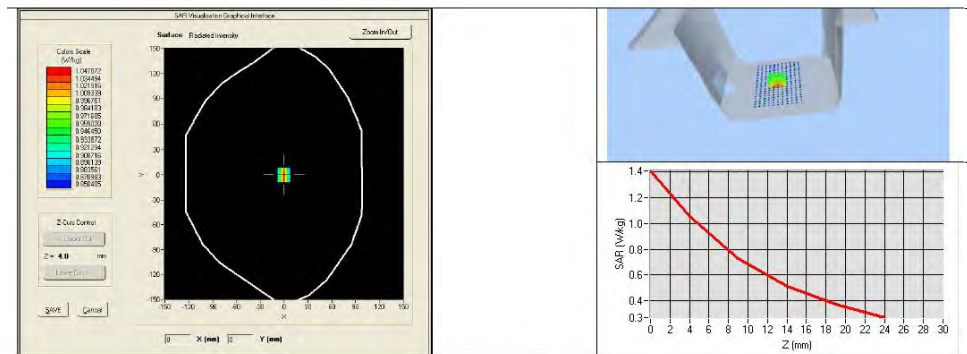 SAR Visualisation Graphical Interface
Surface Radiated Intensity
Zoom In/Out
Colors Scale
(W/kg)
1.047072
1.034494
1.021916
1.009339
0.996761
0.984183
0.971605
0.959028
0.946450
0.933872
0.921294
0.908716
0.896139
0.883561
0.870983
0.858405
Z-Cuts Control
Z = 4.0 mm
SAVE Cancel
150
120
90
60
30
0
-30
-60
-90
-120
-150
Y
-150 -120 -90 -60 -30 0 30 60 90 120 150
X
0 X (mm) 0 Y (mm)
1.4
1.2
1.0
0.8
0.6
0.4
0.3
SAR (W/kg)
0 2 4 6 8 10 12 14 16 18 20 22 24 26 28 30
Z (mm)